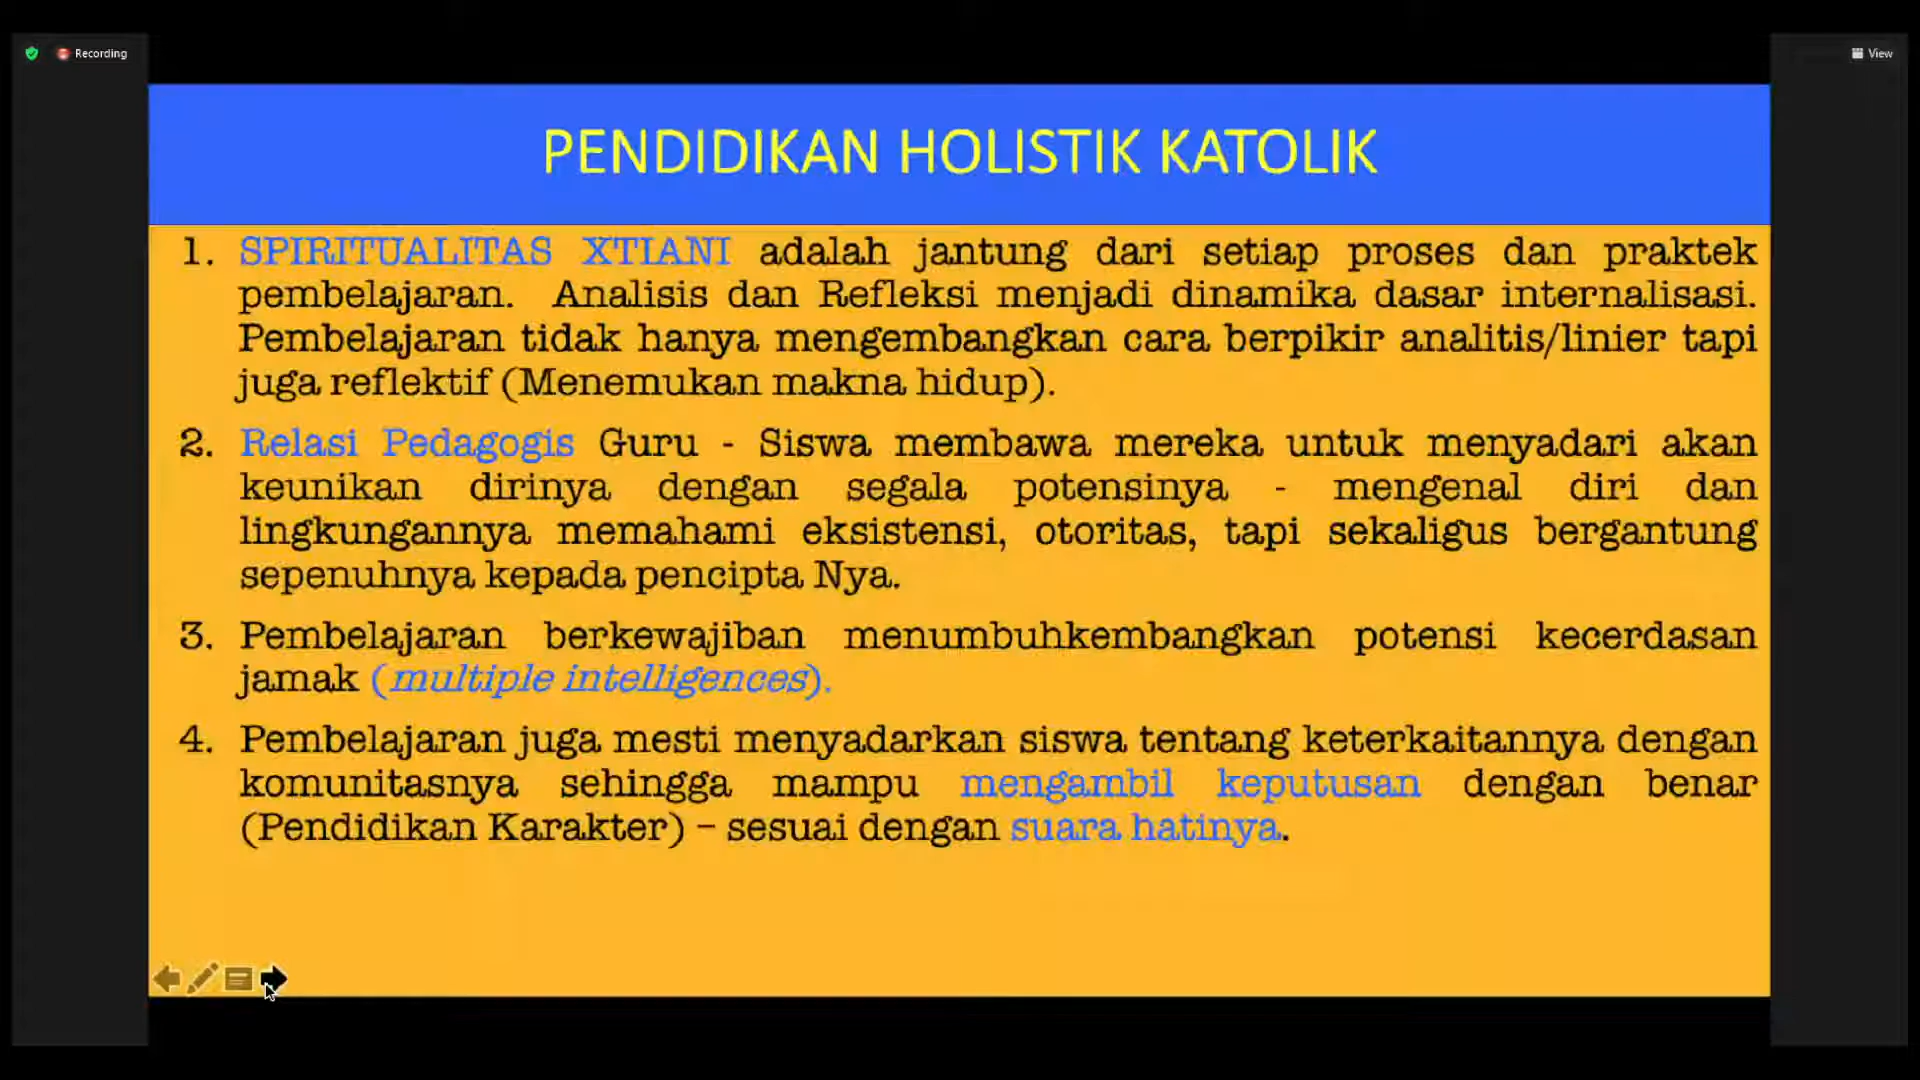 Recording
View
PENDIDIKAN HOLISTIK KATOLIK
1. SPIRITUALITAS XTIANI adalah jantung dari setiap proses dan praktek
pembelajaran. Analisis dan Refleksi menjadi dinamika dasar internalisasi.
Pembelajaran tidak hanya mengembangkan cara berpikir analitis/linier tapi
juga reflektif (Menemukan makna hidup).
2. Relasi Pedagogis Guru - Siswa membawa mereka untuk menyadari akan
keunikan dirinya dengan segala potensinya - mengenal diri dan
lingkungannya memahami eksistensi, otoritas, tapi sekaligus bergantung
sepenuhnya kepada pencipta Nya.
3. Pembelajaran berkewajiban menumbuhkembangkan potensi kecerdasan
jamak (multiple intelligences).
4. Pembelajaran juga mesti menyadarkan siswa tentang keterkaitannya dengan
komunitasnya sehingga mampu mengambil keputusan dengan benar
(Pendidikan Karakter) – sesuai dengan suara hatinya.